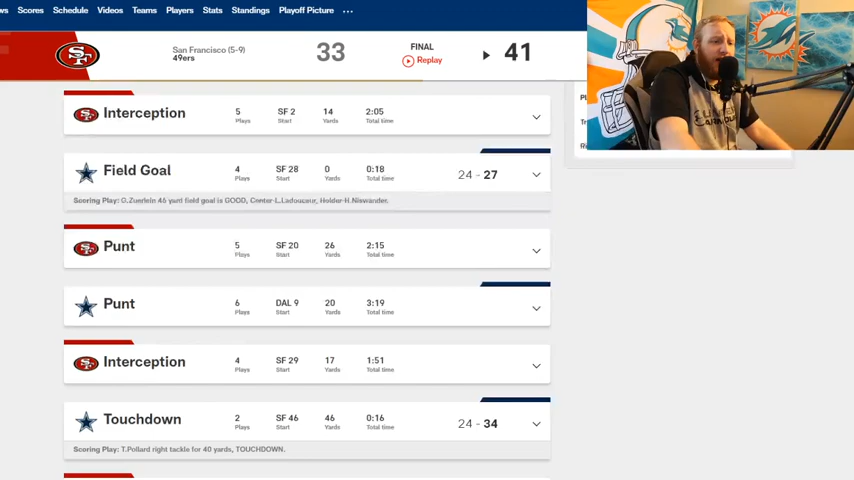 ws Scores Schedule Videos Teams Players Stats Standings Playoff Picture ...
San Francisco (5-9)
49ers
33
FINAL
Replay
41
Interception 5 SF 2 14 2:05
Plays Start Yards Total time
Field Goal 4 SF 28 0 0:18 24 - 27
Plays Start Yards Total time
Scoring Play: G.Zuerlein 46 yard field goal is GOOD, Center-L.Ladouceur, Holder-H.Niswander.
Punt 5 SF 20 26 2:15
Plays Start Yards Total time
Punt 6 DAL 9 20 3:19
Plays Start Yards Total time
Interception 4 SF 29 17 1:51
Plays Start Yards Total time
Touchdown 2 SF 46 46 0:16 24 - 34
Plays Start Yards Total time
Scoring Play: T.Pollard right tackle for 40 yards, TOUCHDOWN.